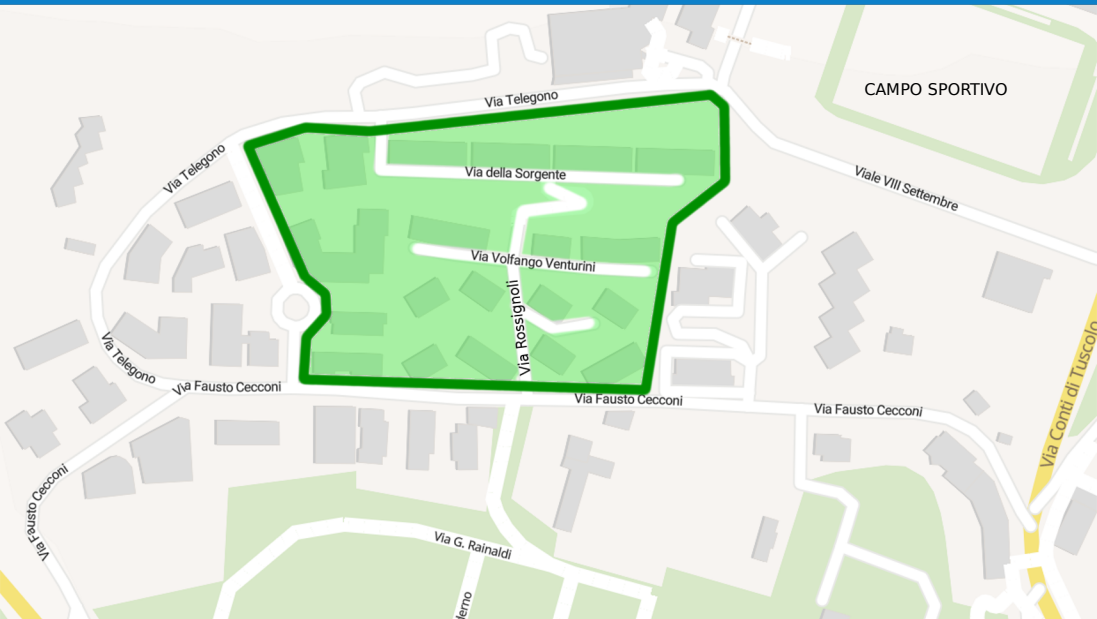 CAMPO SPORTIVO
Via Telegono
Via Telegono
Via della Sorgente
Viale VIII Settembre
Via Volfango Venturini
Via Rossignoli
Via Telegono
Via Fausto Cecconi
Via Fausto Cecconi
Via Fausto Cecconi
Via Conti di Tuscolo
Via Fausto Cecconi
Via G. Rainaldi
derno